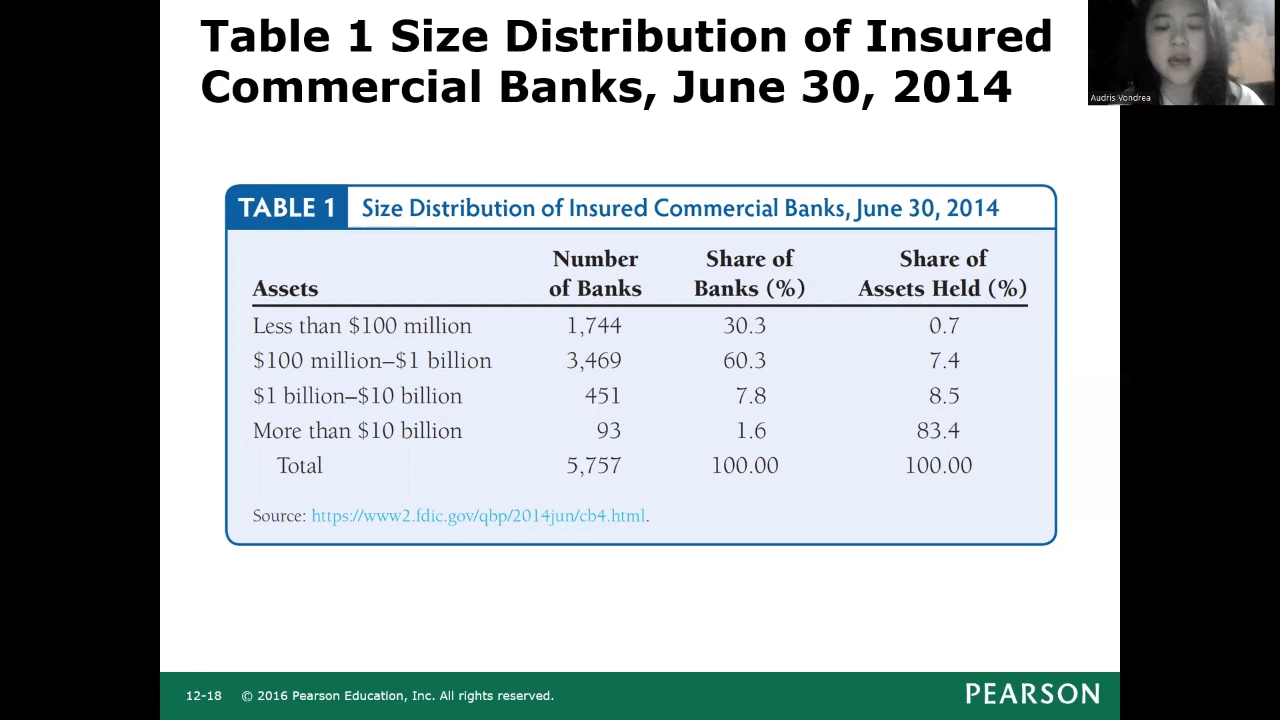 Table 1 Size Distribution of Insured
Commercial Banks, June 30, 2014
Audris Vondrea
TABLE 1 Size Distribution of Insured Commercial Banks, June 30, 2014
Assets Number of Banks Share of Banks (%) Share of Assets Held (%)
Less than $100 million 1,744 30.3 0.7
$100 million–$1 billion 3,469 60.3 7.4
$1 billion–$10 billion 451 7.8 8.5
More than $10 billion 93 1.6 83.4
Total 5,757 100.00 100.00
Source: https://www2.fdic.gov/qbp/2014jun/cb4.html.
12-18 © 2016 Pearson Education, Inc. All rights reserved.
PEARSON